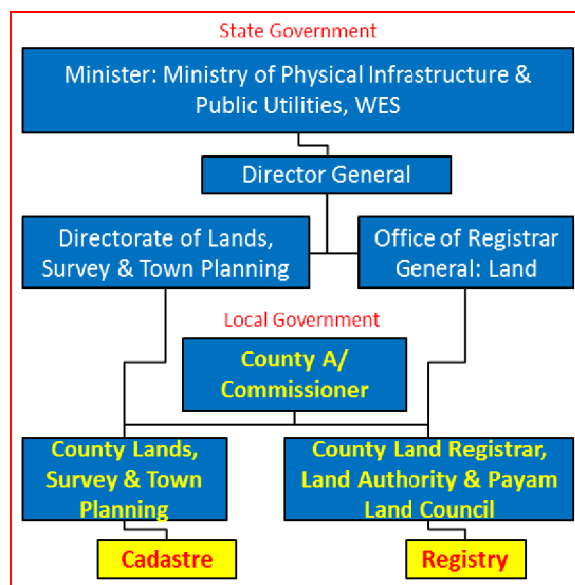 State Government
Minister: Ministry of Physical Infrastructure &
Public Utilities, WES
Director General
Directorate of Lands,
Survey & Town Planning
Office of Registrar
General: Land
Local Government
County A/
Commissioner
County Lands,
Survey & Town
Planning
County Land Registrar,
Land Authority & Payam
Land Council
Cadastre
Registry